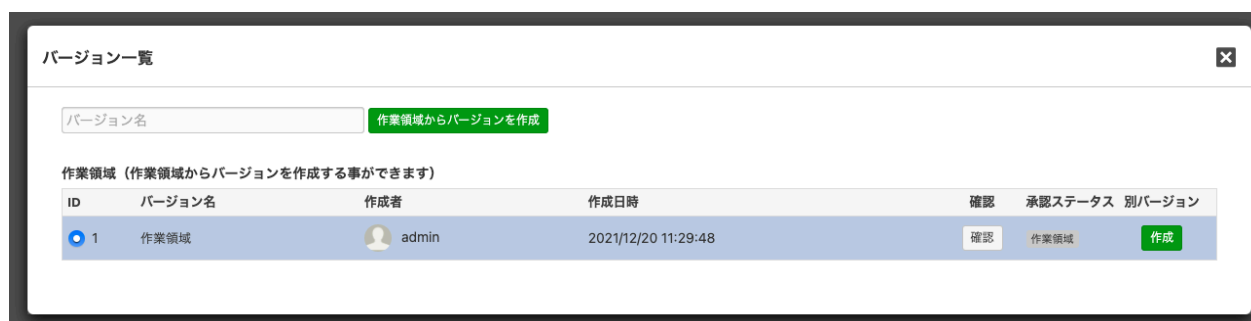 バージョン一覧
バージョン名 作業領域からバージョンを作成
作業領域（作業領域からバージョンを作成する事ができます）
ID バージョン名 作成者 作成日時 確認 承認ステータス 別バージョン
1 作業領域 admin 2021/12/20 11:29:48 確認 作業領域 作成